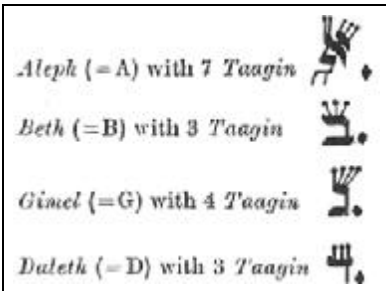 Aleph (=A) with 7 Taagin א.
Beth (=B) with 3 Taagin ב.
Gimel (=G) with 4 Taagin ג.
Daleth (=D) with 3 Taagin ד.